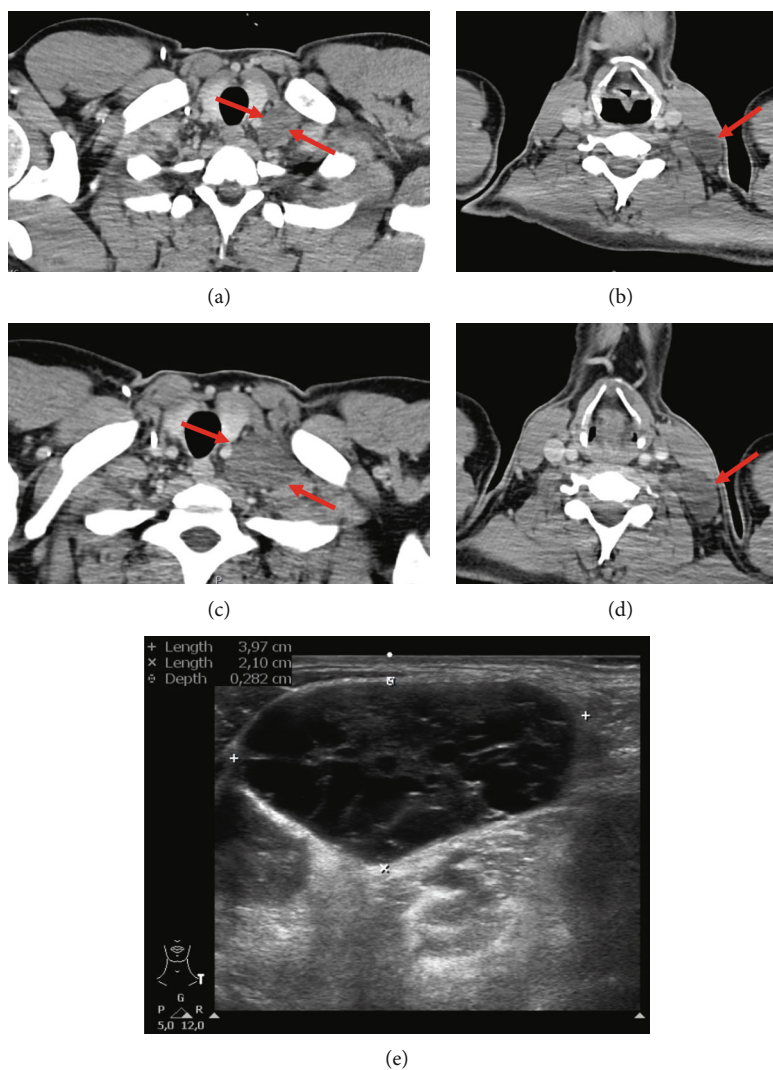 (a)
(b)
P
(c)
(d)
+ Length 3,97 cm
× Length 2,10 cm
Depth 0,282 cm
T
G
P R
5,0 12,0
(e)